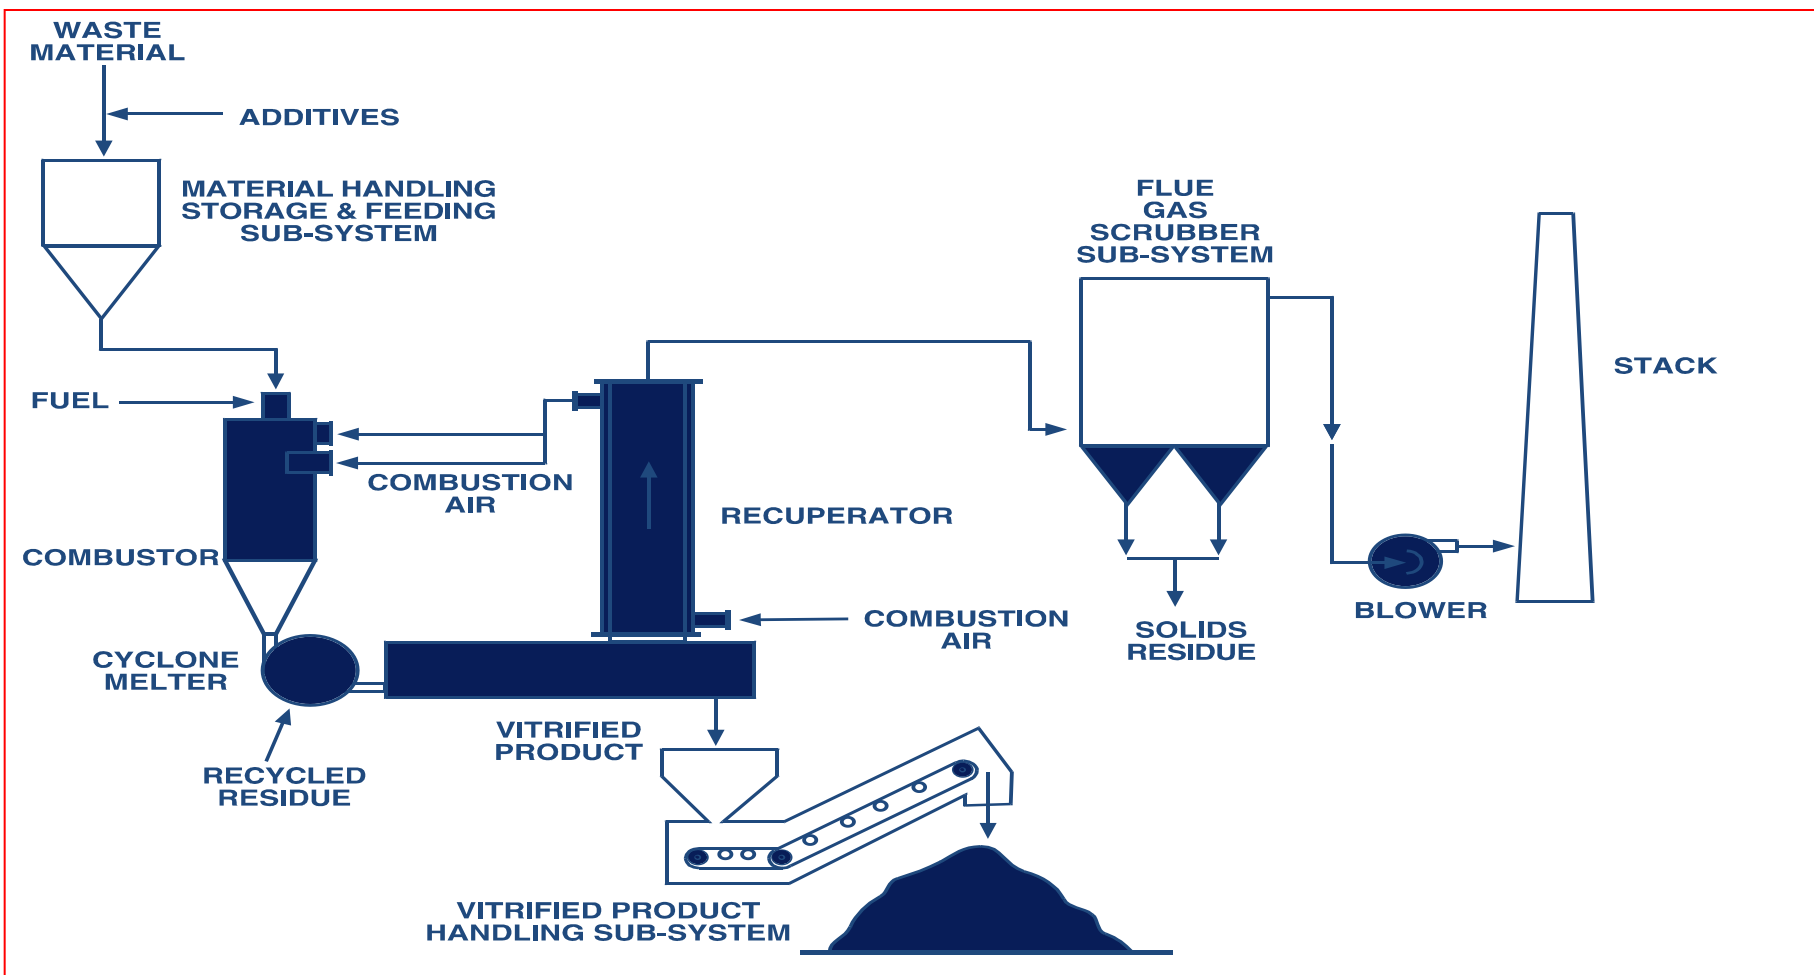 WASTE
MATERIAL
ADDITIVES
MATERIAL HANDLING
STORAGE & FEEDING
SUB-SYSTEM
FLUE
GAS
SCRUBBER
SUB-SYSTEM
STACK
FUEL
COMBUSTION
AIR
RECUPERATOR
COMBUSTOR
BLOWER
COMBUSTION
AIR
SOLIDS
RESIDUE
CYCLONE
MELTER
VITRIFIED
PRODUCT
RECYCLED
RESIDUE
VITRIFIED PRODUCT
HANDLING SUB-SYSTEM